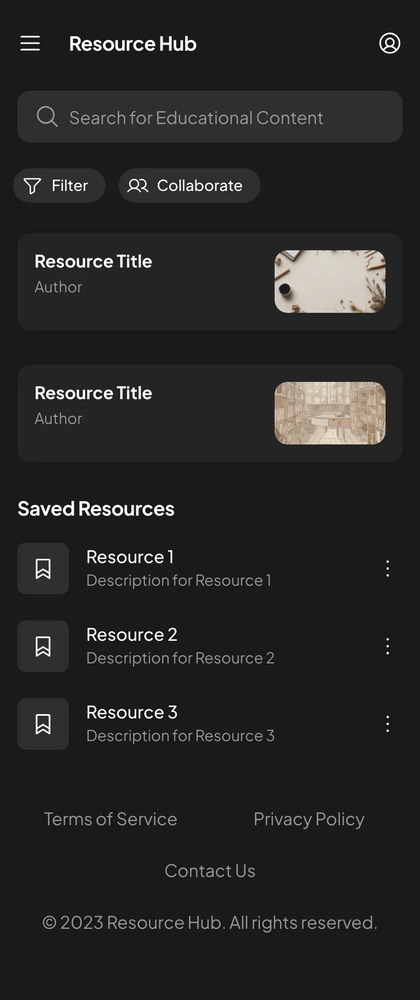 Resource Hub
Search for Educational Content
Filter
Collaborate
Resource Title
Author
Resource Title
Author
Saved Resources
Resource 1
Description for Resource 1
Resource 2
Description for Resource 2
Resource 3
Description for Resource 3
Terms of Service
Privacy Policy
Contact Us
© 2023 Resource Hub. All rights reserved.